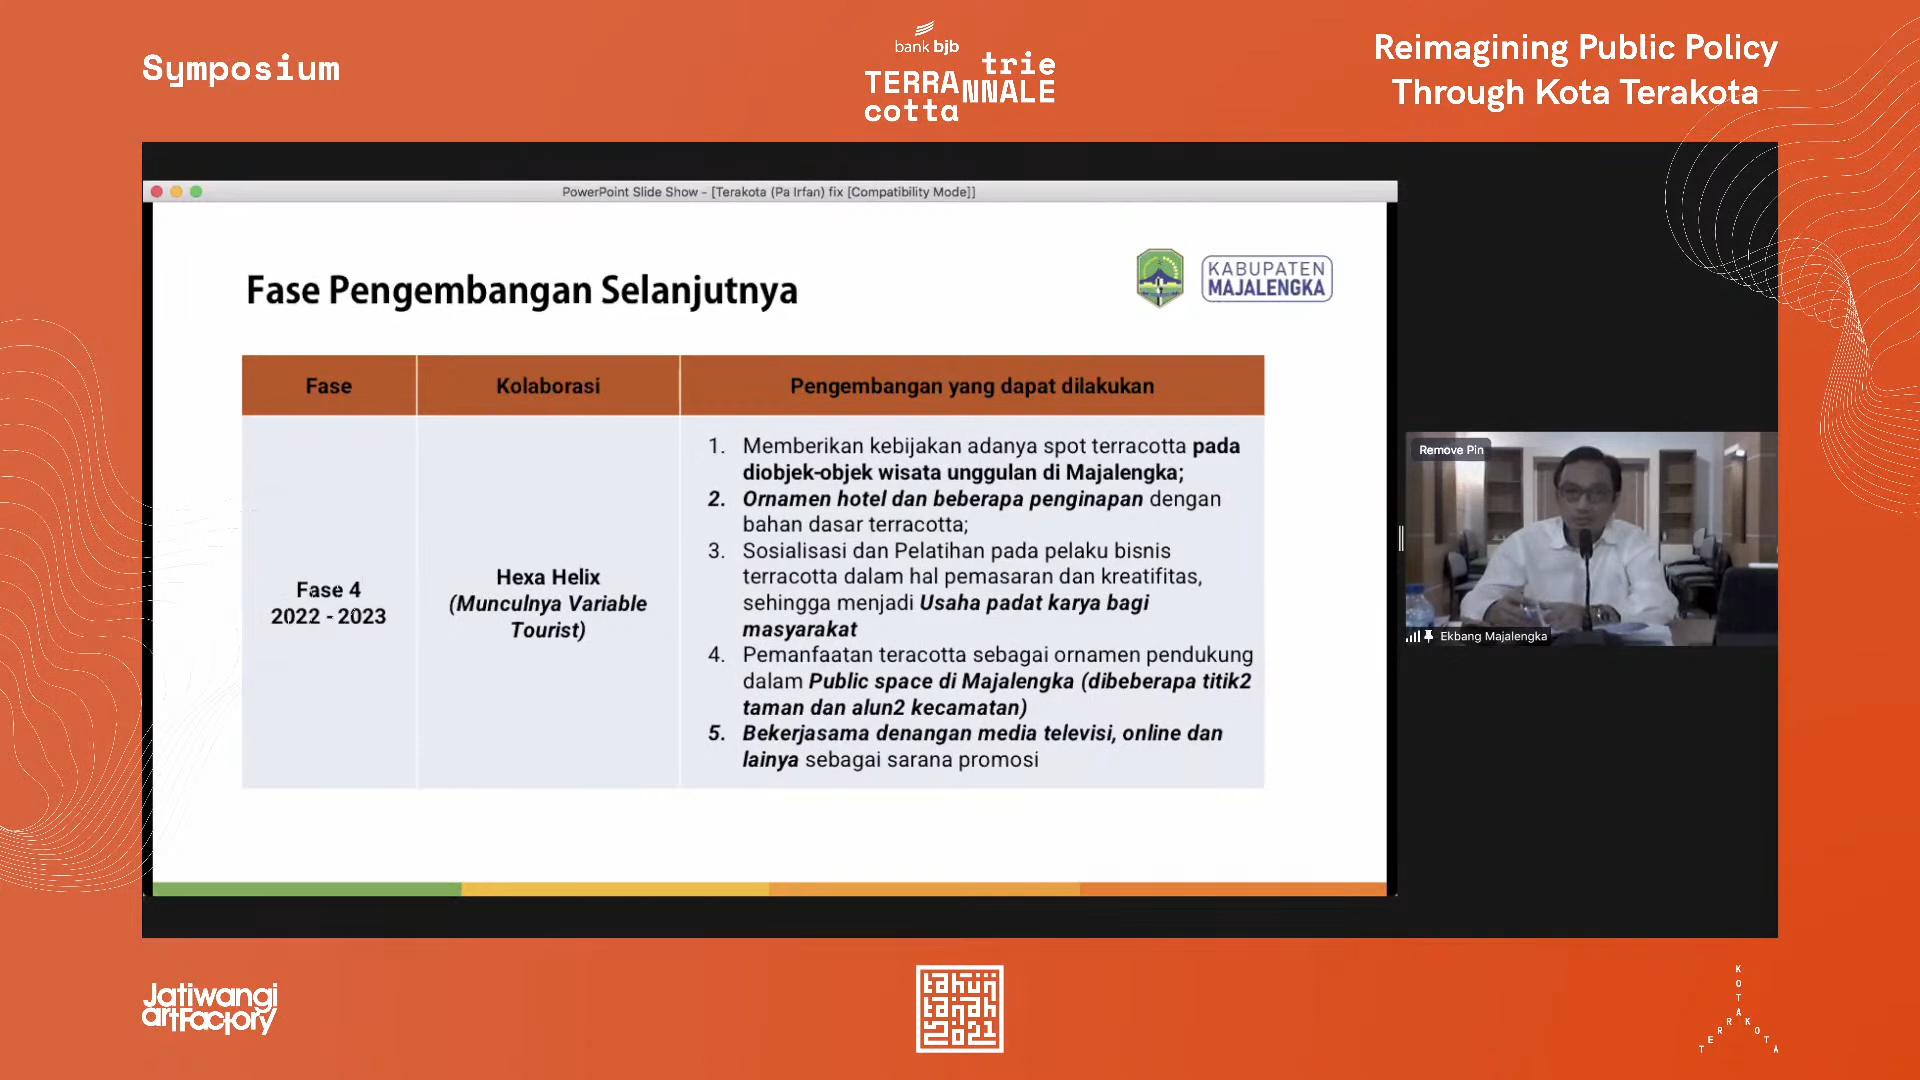 Symposium
bank bjb
TERRA trie
cotta NNALE
Reimagining Public Policy
Through Kota Terakota
PowerPoint Slide Show - [Terakota (Pa Irfan) fix [Compatibility Mode]]
Fase Pengembangan Selanjutnya
KABUPATEN
MAJALENGKA
Fase
Kolaborasi
Pengembangan yang dapat dilakukan
Fase 4
2022 - 2023
Hexa Helix
(Munculnya Variable
Tourist)
1. Memberikan kebijakan adanya spot terracotta pada
diobjek-objek wisata unggulan di Majalengka;
2. Ornamen hotel dan beberapa penginapan dengan
bahan dasar terracotta;
3. Sosialisasi dan Pelatihan pada pelaku bisnis
terracotta dalam hal pemasaran dan kreatifitas,
sehingga menjadi Usaha padat karya bagi
masyarakat
4. Pemanfaatan teracotta sebagai ornamen pendukung
dalam Public space di Majalengka (dibeberapa titik2
taman dan alun2 kecamatan)
5. Bekerjasama denangan media televisi, online dan
lainya sebagai sarana promosi
Remove Pin
Ekbang Majalengka
Jatiwangi
artFactory
tahun
tanah
2021
KOTA
TERRAKOTA